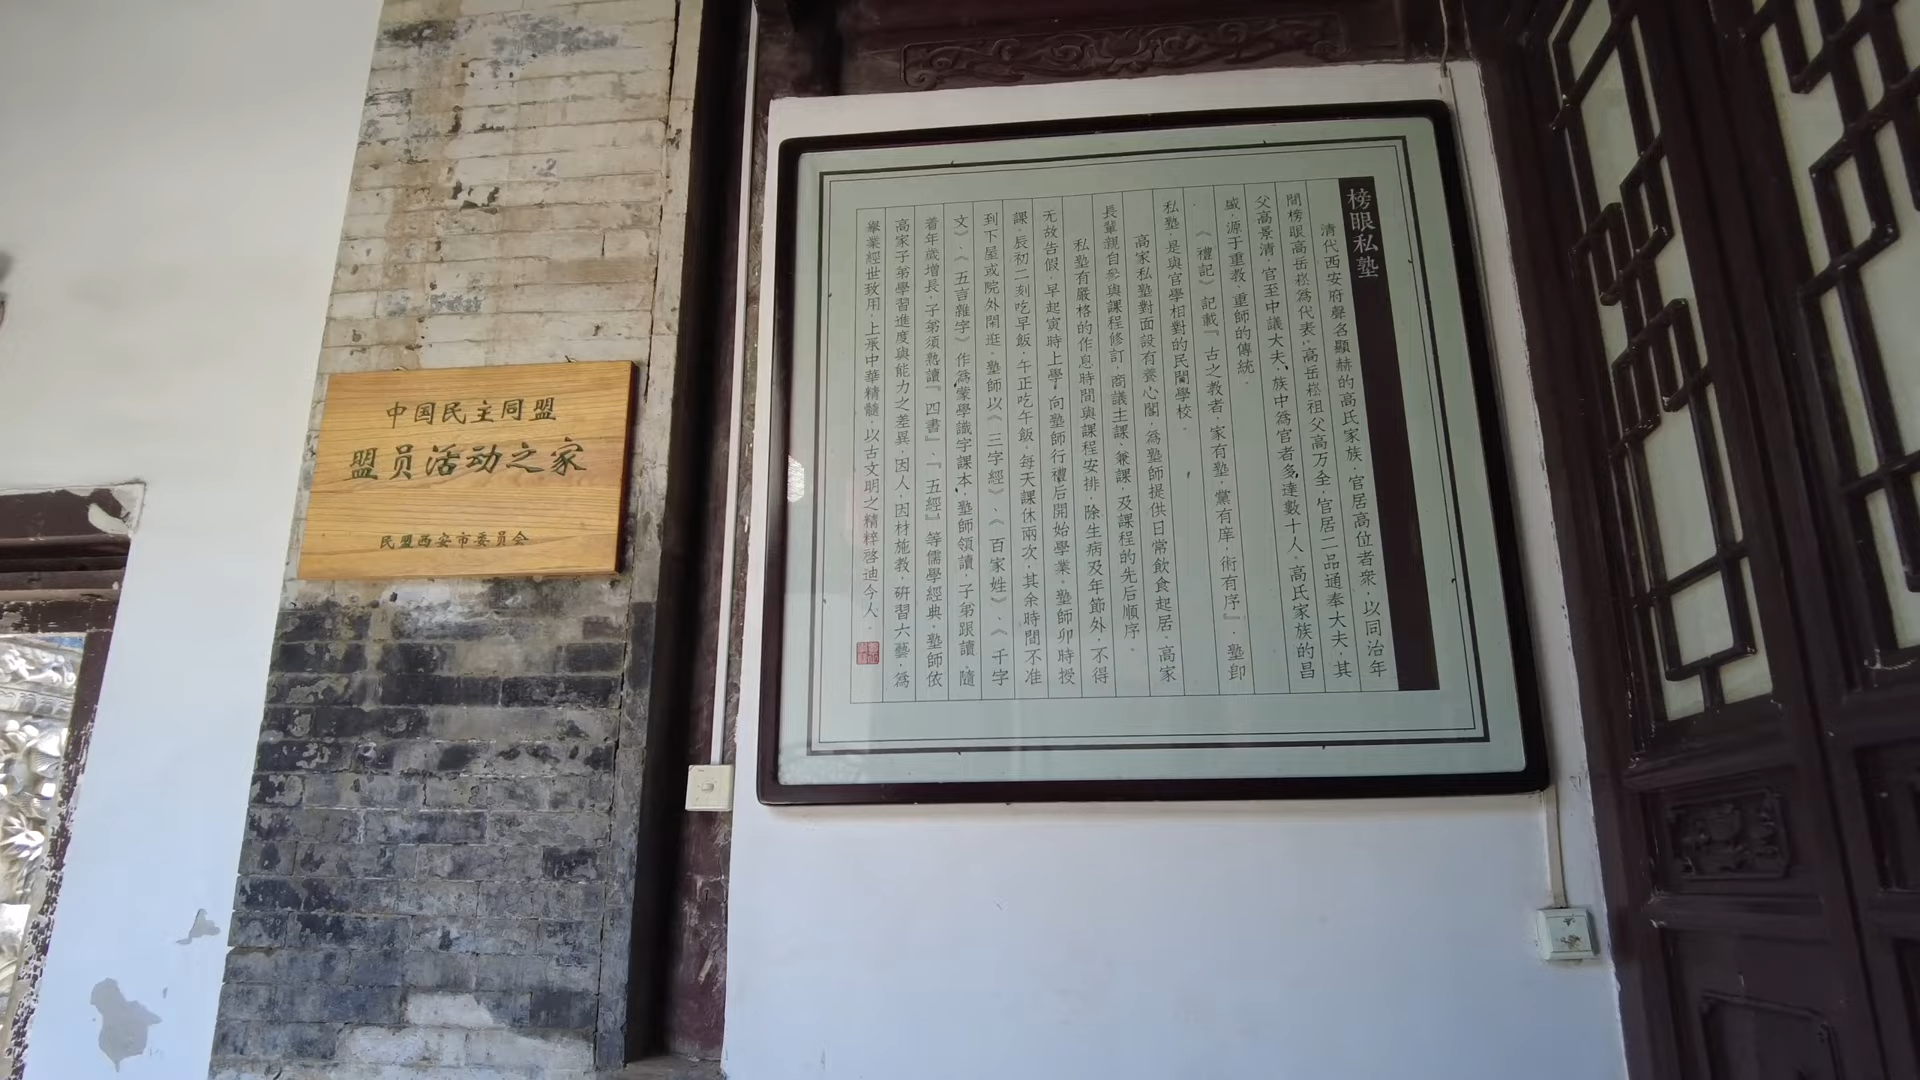 中国民主同盟
盟员活动之家
民盟西安市委员会
榜眼私塾
清代西安府聲名顯赫的高氏家族，官居高位者衆，以同治年
間榜眼高岳崧爲代表，高岳崧祖父高万全，官居二品通奉大夫，其
父高景清，官至中議大夫，族中爲官者多達數十人。高氏家族的昌
盛，源于重教、重師的傳統。
《禮記》記載『古之教者，家有塾，黨有庠，術有序』，塾卽
私塾，是與官學相對的民間學校。
高家私塾對面設有養心閣，爲塾師提供日常飲食起居。高家
長輩親自參與課程修訂，商議主課、兼課，及課程的先后順序。
私塾有嚴格的作息時間與課程安排，除生病及年節外，不得
无故告假，早起寅時上學，向塾師行禮后開始學業，塾師卯時授
課，辰初二刻吃早飯，午正吃午飯，每天課休兩次，其余時間不准
到下屋或院外閑逛。塾師以《三字經》、《百家姓》、《千字
文》、《五言雜字》作爲蒙學識字課本，塾師領讀，子弟跟讀，隨
着年歲增長，子弟須熟讀『四書』、『五經』等儒學經典，塾師依
高家子弟學習進度與能力之差異，因人、因材施教，研習六藝，爲
舉業經世致用，上承中華精髓，以古文明之精粹啓迪今人。